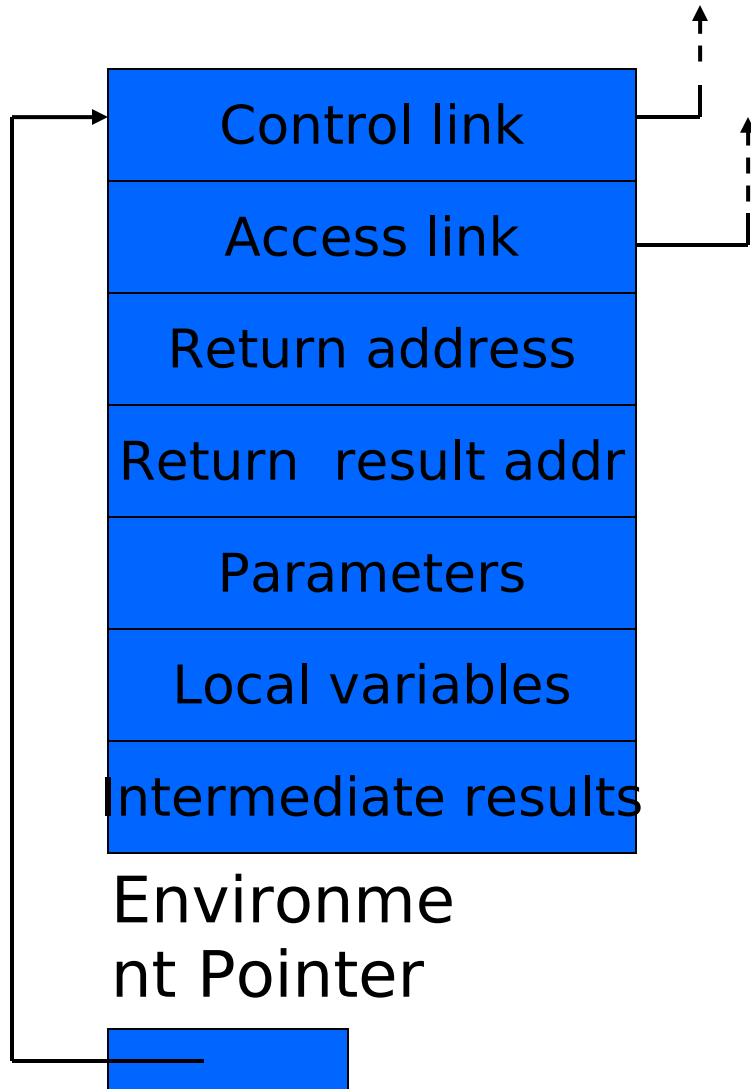 Control link
Access link
Return address
Return  result addr
Parameters
Local variables
Intermediate results
Environme
nt Pointer